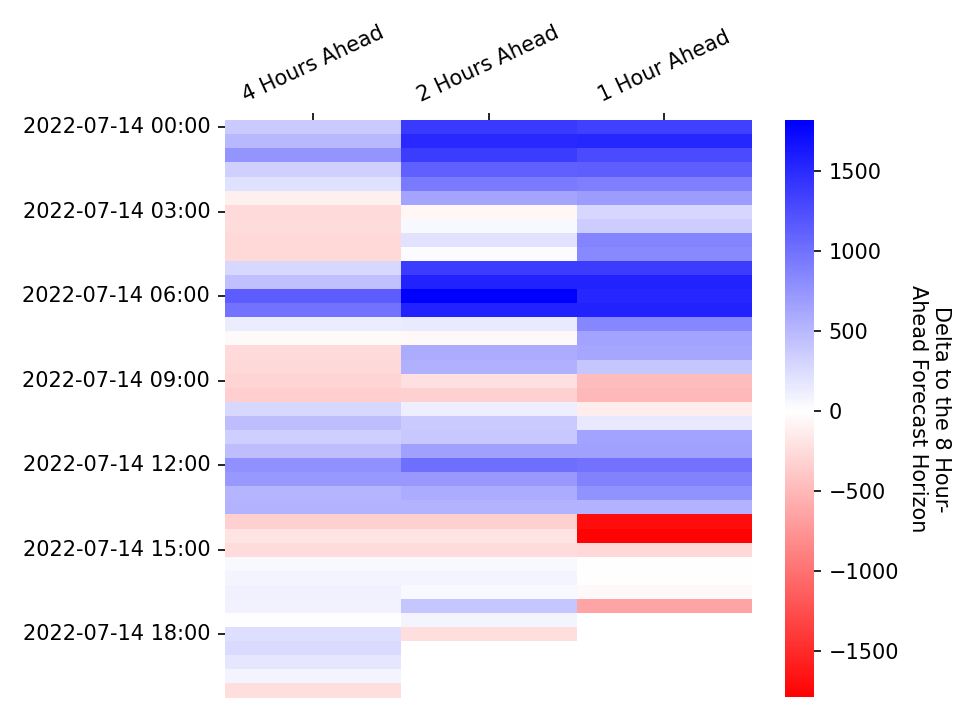 4 Hours Ahead
2 Hours Ahead
1 Hour Ahead
2022-07-14 00:00
2022-07-14 03:00
2022-07-14 06:00
2022-07-14 09:00
2022-07-14 12:00
2022-07-14 15:00
2022-07-14 18:00
1500
1000
500
0
−500
−1000
−1500
Delta to the 8 Hour-
Ahead Forecast Horizon